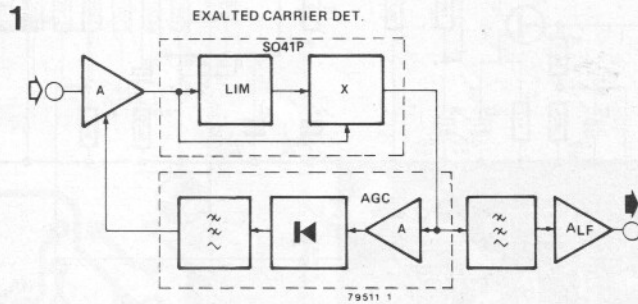 1
EXALTED CARRIER DET.
SO41P
A
LIM
X
AGC
A
ALF
79511 1